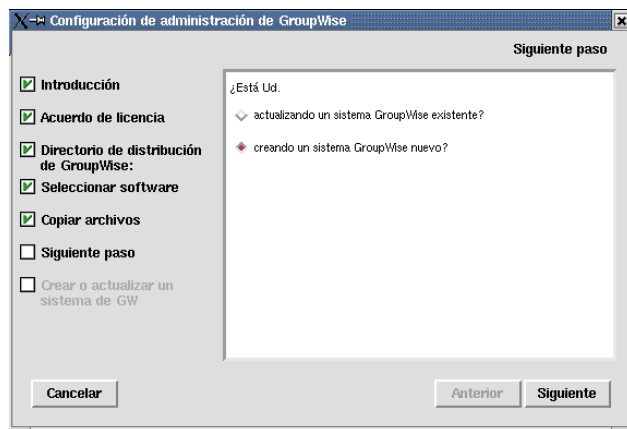 Configuración de administración de GroupWise
Siguiente paso
Introducción
Acuerdo de licencia
Directorio de distribución
de GroupWise:
Seleccionar software
Copiar archivos
Siguiente paso
Crear o actualizar un
sistema de GW
¿Está Ud.
actualizando un sistema GroupWise existente?
creando un sistema GroupWise nuevo?
Cancelar
Anterior
Siguiente